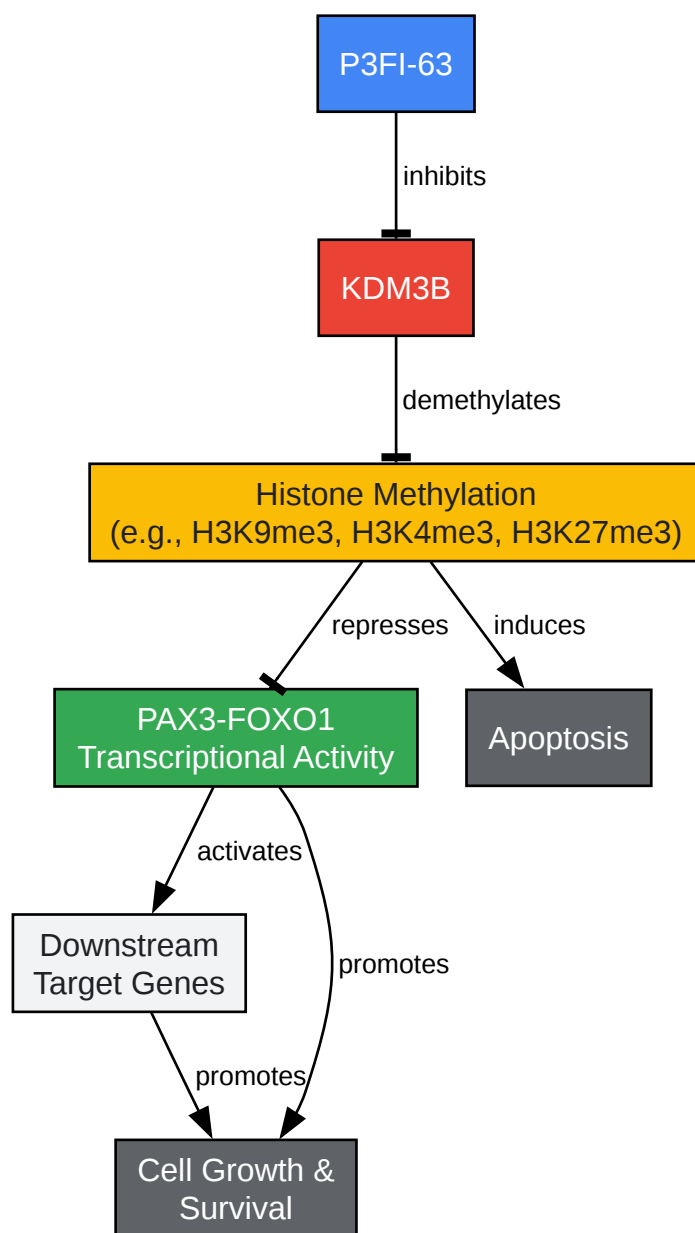 P3FI-63
inhibits
KDM3B
demethylates
Histone Methylation
(e.g., H3K9me3, H3K4me3, H3K27me3)
represses
induces
PAX3-FOXO1
Transcriptional Activity
Apoptosis
activates
Downstream
Target Genes
promotes
promotes
Cell Growth &
Survival